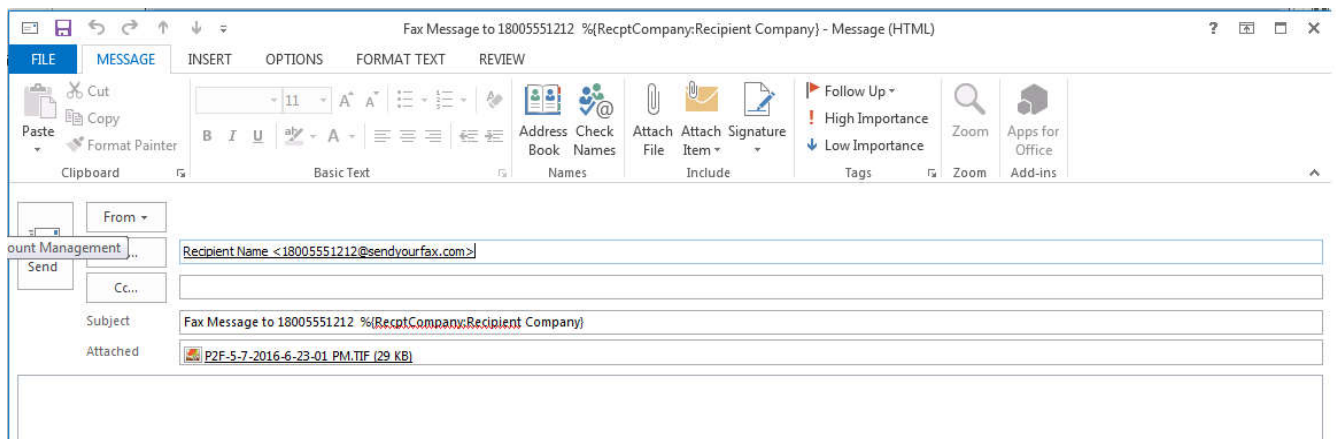 Fax Message to 18005551212 %{RecptCompany:Recipient Company} - Message (HTML) ?
FILE MESSAGE INSERT OPTIONS FORMAT TEXT REVIEW
Cut
Copy
Format Painter
Paste
11
B I U
Address Book
Check Names
Attach File
Attach Item
Signature
Follow Up
High Importance
Low Importance
Zoom
Apps for Office
Clipboard Basic Text Names Include Tags Zoom Add-ins
From
ount Management
Send
... Recipient Name <18005551212@sendyourfax.com>
Cc...
Subject Fax Message to 18005551212 %{RecptCompany:Recipient Company}
Attached P2F-5-7-2016-6-23-01 PM.TIF (29 KB)